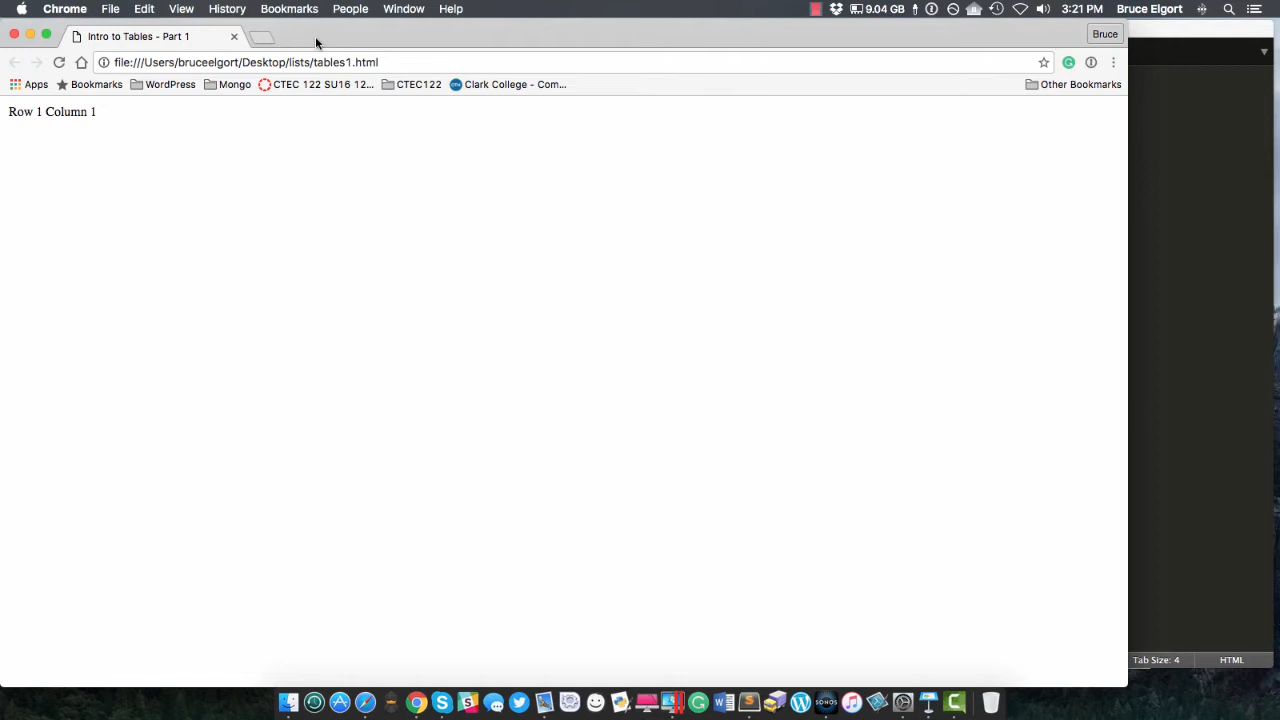 Chrome File Edit View History Bookmarks People Window Help 9.04 GB 3:21 PM Bruce Elgort
Intro to Tables - Part 1 Bruce
file:///Users/bruceelgort/Desktop/lists/tables1.html
Apps Bookmarks WordPress Mongo CTEC 122 SU16 12... CTEC122 Clark College - Com... Other Bookmarks
Row 1 Column 1
Tab Size: 4 HTML
SONOS